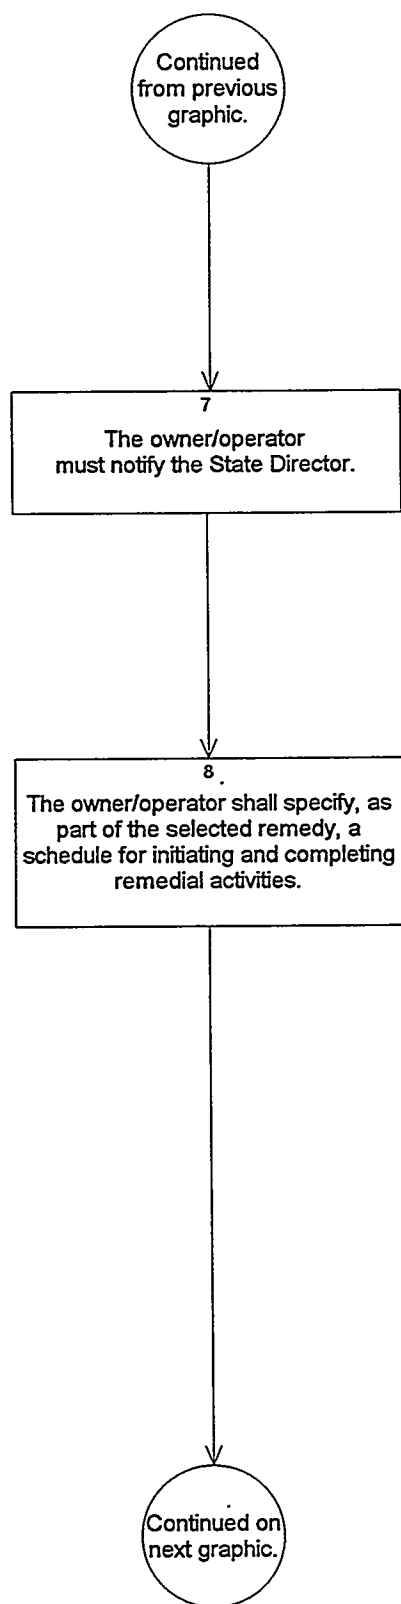 Continued
from previous
graphic.
7
The owner/operator
must notify the State Director.
8
The owner/operator shall specify, as
part of the selected remedy, a
schedule for initiating and completing
remedial activities.
Continued on
next graphic.